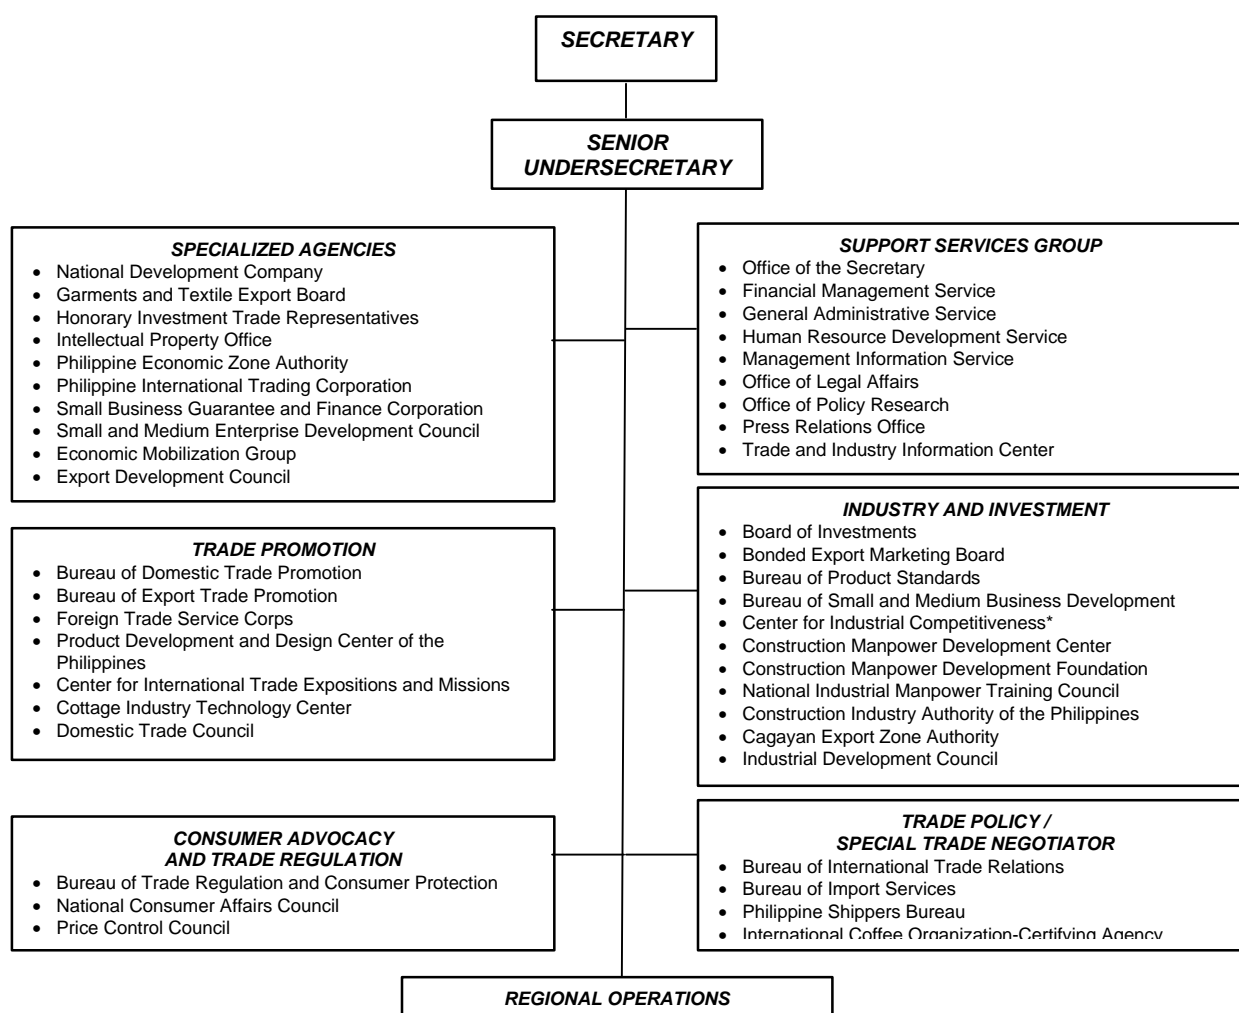 SECRETARY
SENIOR
UNDERSECRETARY
SPECIALIZED AGENCIES
• National Development Company
• Garments and Textile Export Board
• Honorary Investment Trade Representatives
• Intellectual Property Office
• Philippine Economic Zone Authority
• Philippine International Trading Corporation
• Small Business Guarantee and Finance Corporation
• Small and Medium Enterprise Development Council
• Economic Mobilization Group
• Export Development Council
SUPPORT SERVICES GROUP
• Office of the Secretary
• Financial Management Service
• General Administrative Service
• Human Resource Development Service
• Management Information Service
• Office of Legal Affairs
• Office of Policy Research
• Press Relations Office
• Trade and Industry Information Center
TRADE PROMOTION
• Bureau of Domestic Trade Promotion
• Bureau of Export Trade Promotion
• Foreign Trade Service Corps
• Product Development and Design Center of the
Philippines
• Center for International Trade Expositions and Missions
• Cottage Industry Technology Center
• Domestic Trade Council
INDUSTRY AND INVESTMENT
• Board of Investments
• Bonded Export Marketing Board
• Bureau of Product Standards
• Bureau of Small and Medium Business Development
• Center for Industrial Competitiveness*
• Construction Manpower Development Center
• Construction Manpower Development Foundation
• National Industrial Manpower Training Council
• Construction Industry Authority of the Philippines
• Cagayan Export Zone Authority
• Industrial Development Council
CONSUMER ADVOCACY
AND TRADE REGULATION
• Bureau of Trade Regulation and Consumer Protection
• National Consumer Affairs Council
• Price Control Council
TRADE POLICY /
SPECIAL TRADE NEGOTIATOR
• Bureau of International Trade Relations
• Bureau of Import Services
• Philippine Shippers Bureau
• International Coffee Organization-Certifying Agency
REGIONAL OPERATIONS